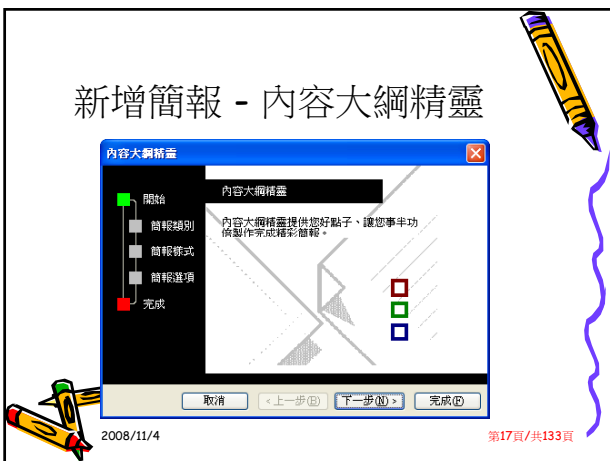 新增簡報 - 內容大綱精靈
內容大綱精靈
開始
簡報類別
簡報樣式
簡報選項
完成
內容大綱精靈
內容大綱精靈提供您好點子、讓您事半功
倍製作完成精彩簡報。
取消
<上一步(B)
下一步(N) >
完成(F)
2008/11/4
第17頁/共133頁